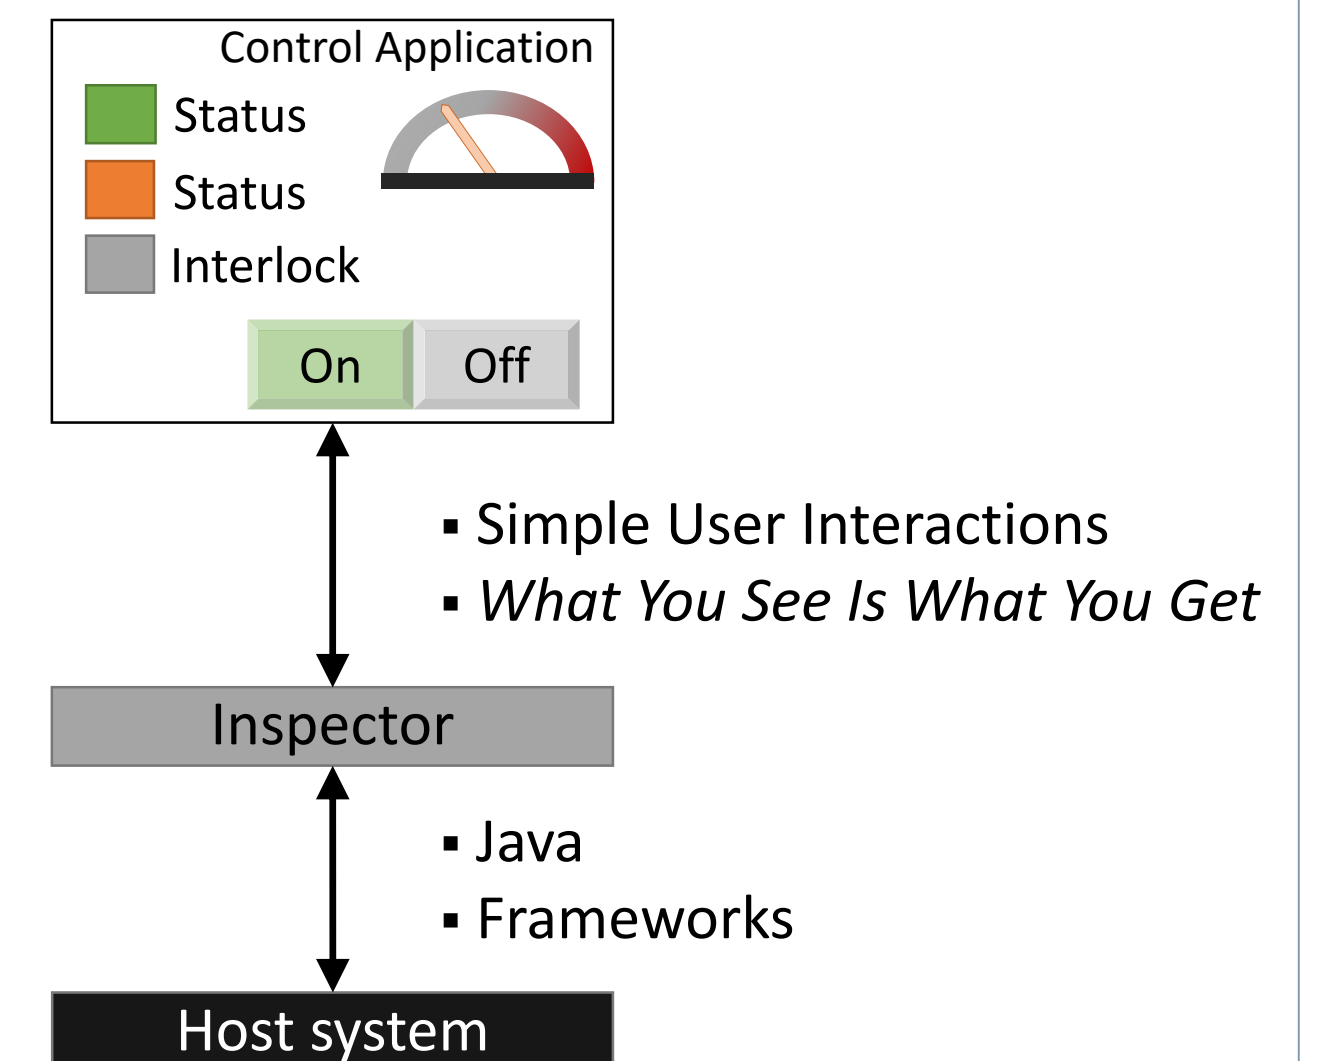 Control Application
Status
Status
Interlock
On Off
▪ Simple User Interactions
▪ What You See Is What You Get
Inspector
▪ Java
▪ Frameworks
Host system